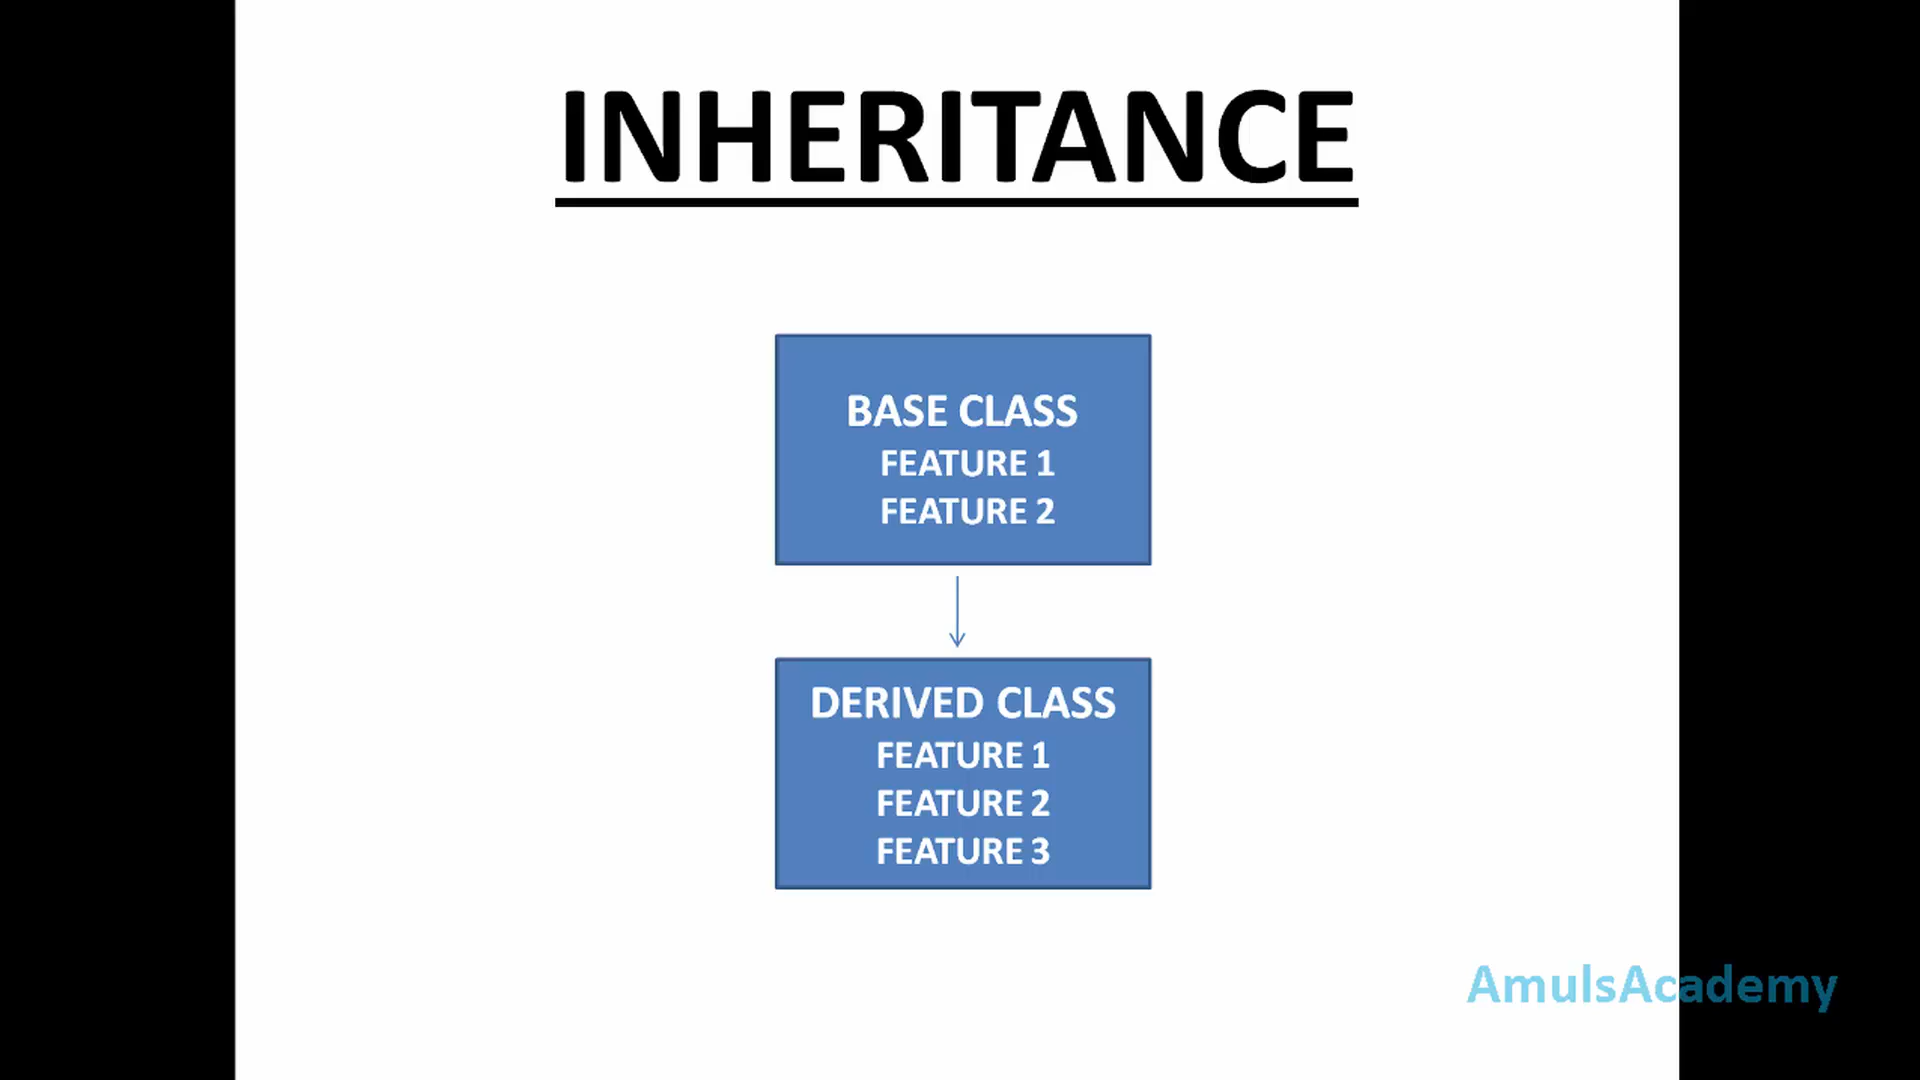 INHERITANCE
BASE CLASS
FEATURE 1
FEATURE 2
DERIVED CLASS
FEATURE 1
FEATURE 2
FEATURE 3
AmulsAcademy